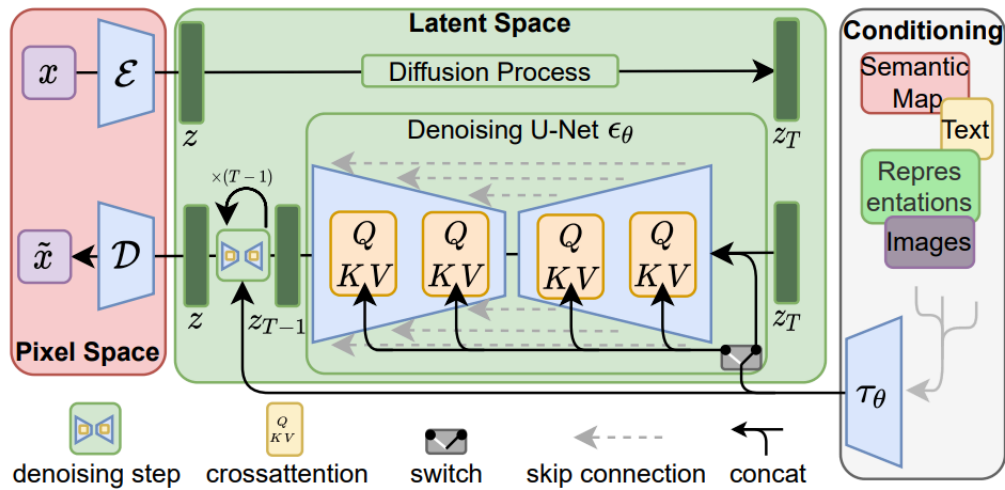 Latent Space
Conditioning
x
ℰ
z
Diffusion Process
z_T
Semantic
Map
Text
Repres
entations
Images
Denoising U-Net ϵ_θ
×(T−1)
x̃
𝒟
z
z_{T−1}
Q
KV
Q
KV
Q
KV
Q
KV
z_T
Pixel Space
τ_θ
denoising step
Q
KV
crossattention
switch
skip connection
concat